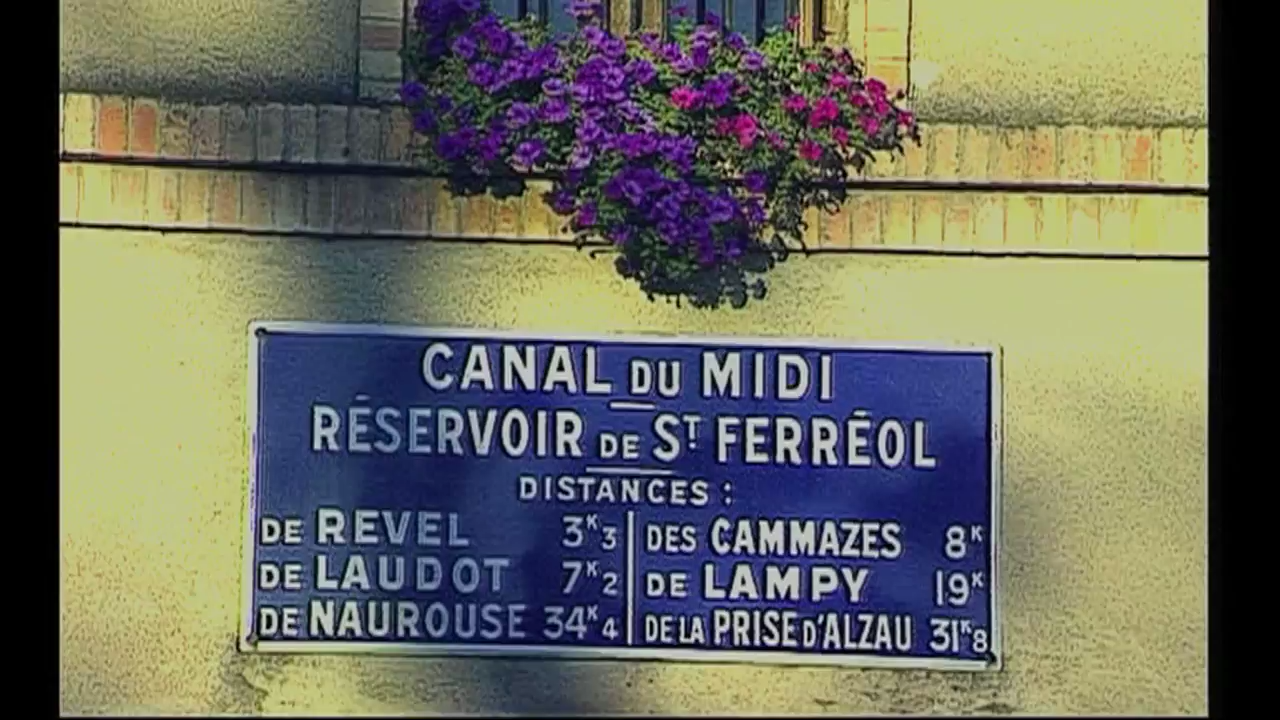 CANAL DU MIDI
RÉSERVOIR DE ST FERRÉOL
DISTANCES :
DE REVEL 3K3
DE LAUDOT 7K2
DE NAUROUSE 34K4
DES CAMMAZES 8K
DE LAMPY 19K
DE LA PRISE D'ALZAU 31K8